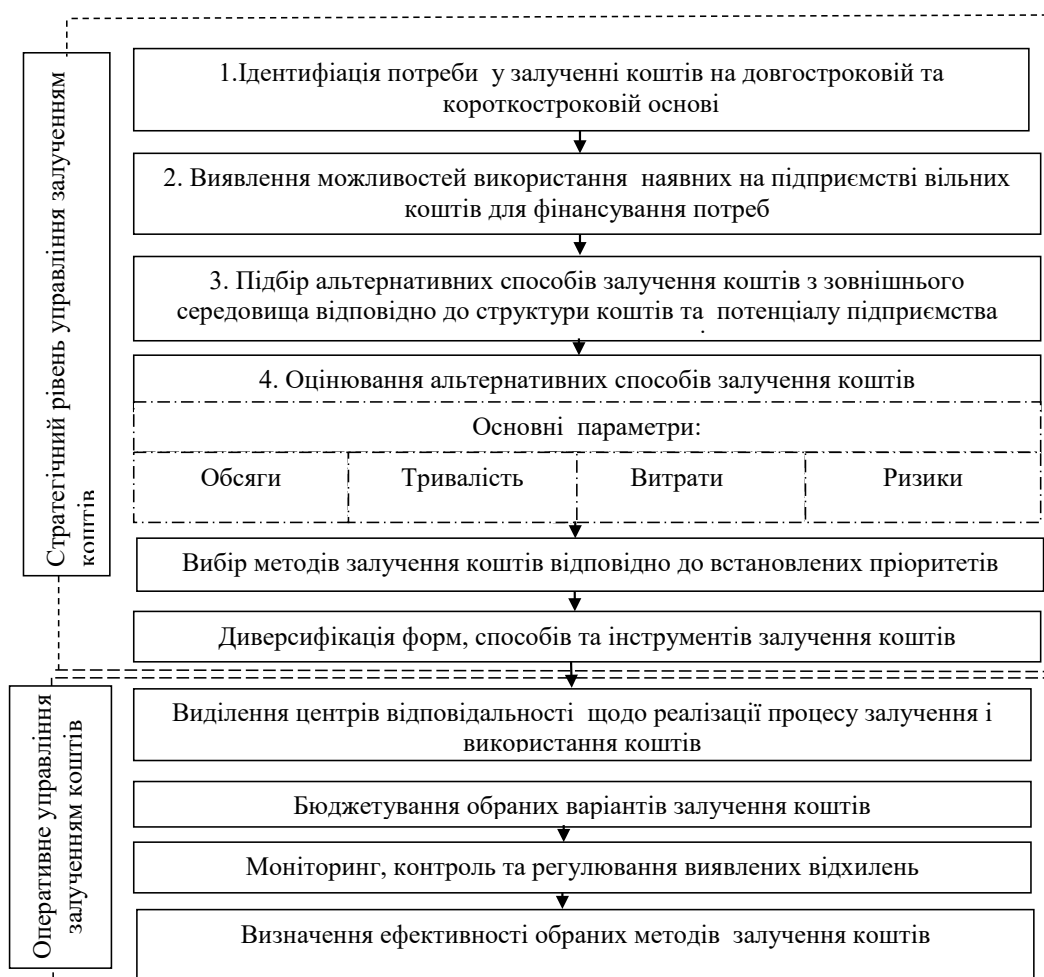 Стратегічний рівень управління залученням
коштів
1.Ідентифіація потреби у залученні коштів на довгостроковій та
короткостроковій основі
2. Виявлення можливостей використання наявних на підприємстві вільних
коштів для фінансування потреб
3. Підбір альтернативних способів залучення коштів з зовнішнього
середовища відповідно до структури коштів та потенціалу підприємства
4. Оцінювання альтернативних способів залучення коштів
Основні параметри:
Обсяги
Тривалість
Витрати
Ризики
Вибір методів залучення коштів відповідно до встановлених пріоритетів
Диверсифікація форм, способів та інструментів залучення коштів
Оперативне управління
залученням коштів
Виділення центрів відповідальності щодо реалізації процесу залучення і
використання коштів
Бюджетування обраних варіантів залучення коштів
Моніторинг, контроль та регулювання виявлених відхилень
Визначення ефективності обраних методів залучення коштів